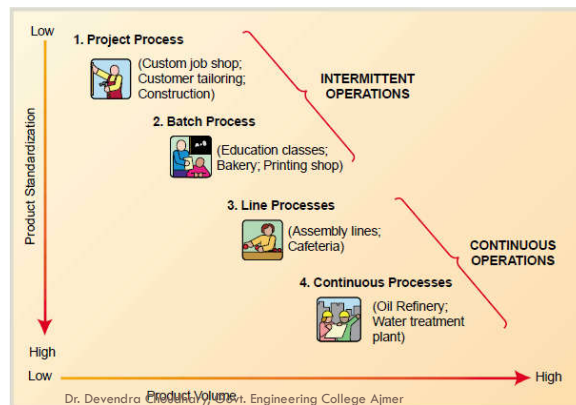 Low
1. Project Process
(Custom job shop;
Customer tailoring;
Construction)
INTERMITTENT
OPERATIONS
2. Batch Process
(Education classes;
Bakery; Printing shop)
Product Standardization
3. Line Processes
(Assembly lines;
Cafeteria)
CONTINUOUS
OPERATIONS
4. Continuous Processes
(Oil Refinery;
Water treatment
plant)
High
Low
High
Product Volume
Dr. Devendra Choudhary, Govt. Engineering College Ajmer